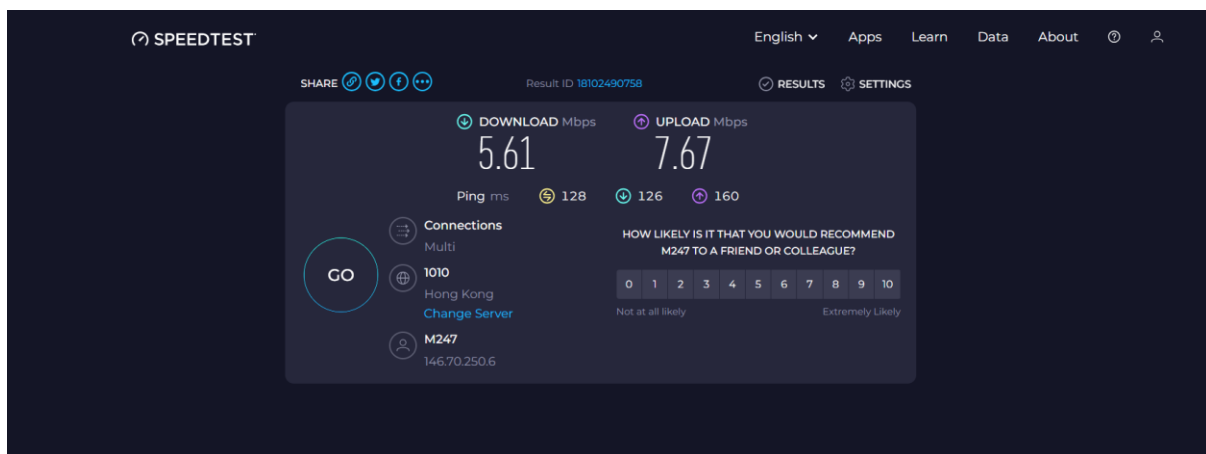 SPEEDTEST
English Apps Learn Data About
SHARE Result ID 18102490758 RESULTS SETTINGS
DOWNLOAD Mbps UPLOAD Mbps
5.61 7.67
Ping ms 128 126 160
GO
Connections
Multi
1010
Hong Kong
Change Server
M247
146.70.250.6
HOW LIKELY IS IT THAT YOU WOULD RECOMMEND
M247 TO A FRIEND OR COLLEAGUE?
0 1 2 3 4 5 6 7 8 9 10
Not at all likely Extremely Likely